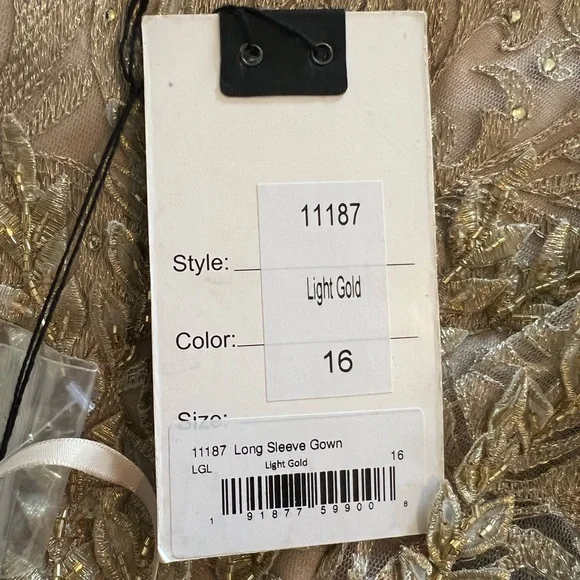 11187
Style:
Light Gold
Color:
16
Size:
11187 Long Sleeve Gown
LGL Light Gold 16
1 91877 59900 8